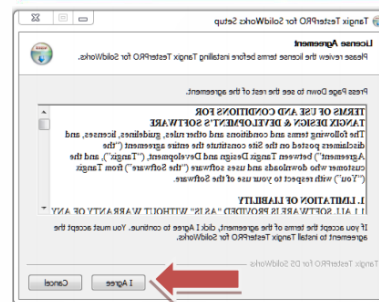 Tangix TesterPRO for SolidWorks Setup
License Agreement
Please review the license terms before installing Tangix TesterPRO for SolidWorks.
Press Page Down to see the rest of the agreement.
TERMS OF USE AND CONDITIONS FOR
TANGIX DESIGN & DEVELOPMENT'S SOFTWARE
The following terms and conditions and other rules, guidelines, licenses, and
disclaimers posted on the Site constitute the entire agreement ("the
Agreement") between Tangix Design and Development, ("Tangix"), and the
customer who downloads and uses software ("the Software") from Tangix
("You") with respect to your use of the Software.
1. LIMITATION OF LIABILITY
1.1 ALL SOFTWARE IS PROVIDED "AS IS" WITHOUT WARRANTY OF ANY
If you accept the terms of the agreement, click I Agree to continue. You must accept the
agreement to install Tangix TesterPRO for SolidWorks.
Tangix TesterPRO for DS SolidWorks
I Agree
Cancel